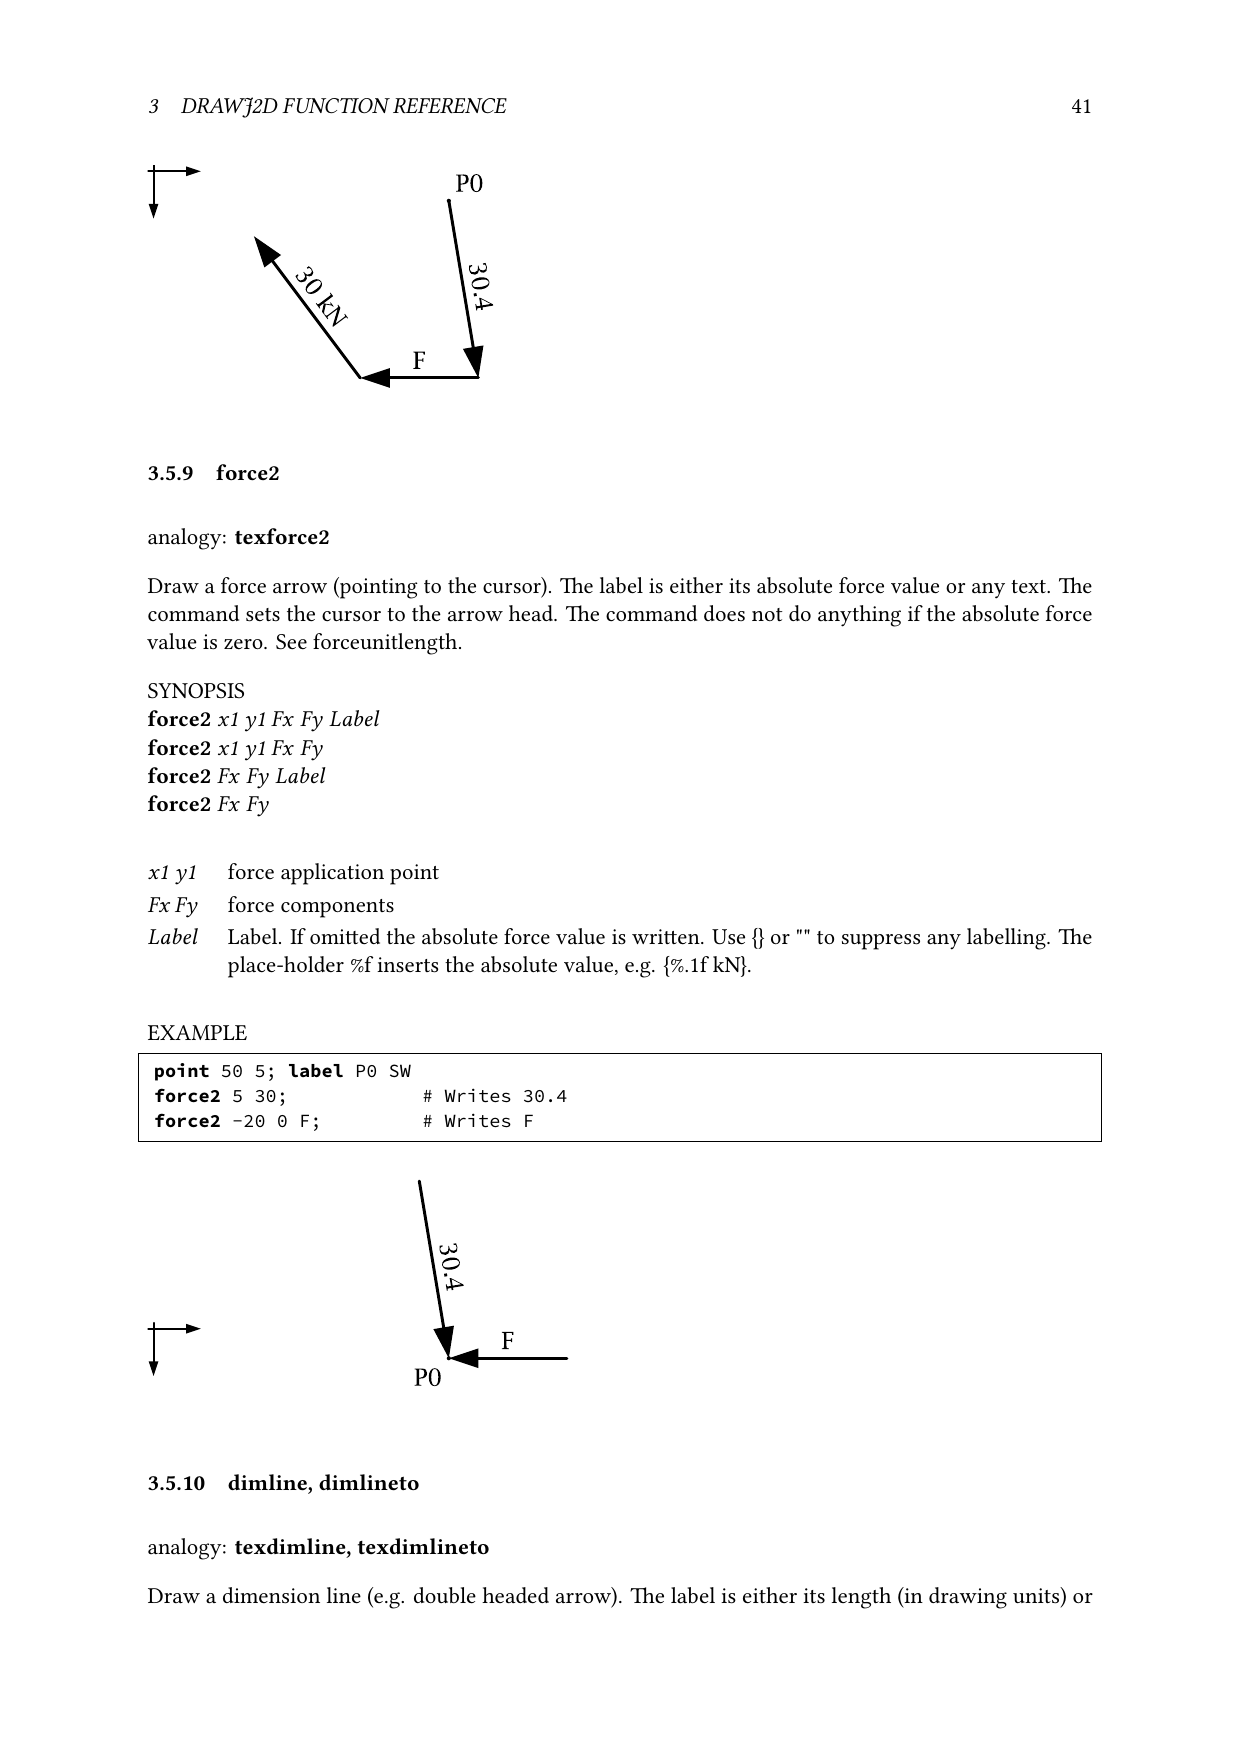 3 DRAWJ2D FUNCTION REFERENCE 41
P0
30 kN
30.4
F
3.5.9 force2
analogy: texforce2
Draw a force arrow (pointing to the cursor). The label is either its absolute force value or any text. The
command sets the cursor to the arrow head. The command does not do anything if the absolute force
value is zero. See forceunitlength.
SYNOPSIS
force2 x1 y1 Fx Fy Label
force2 x1 y1 Fx Fy
force2 Fx Fy Label
force2 Fx Fy
x1 y1 force application point
Fx Fy force components
Label Label. If omitted the absolute force value is written. Use {} or "" to suppress any labelling. The
place-holder %f inserts the absolute value, e.g. {%.1f kN}.
EXAMPLE
point 50 5; label P0 SW
force2 5 30; # Writes 30.4
force2 -20 0 F; # Writes F
30.4
F
P0
3.5.10 dimline, dimlineto
analogy: texdimline, texdimlineto
Draw a dimension line (e.g. double headed arrow). The label is either its length (in drawing units) or